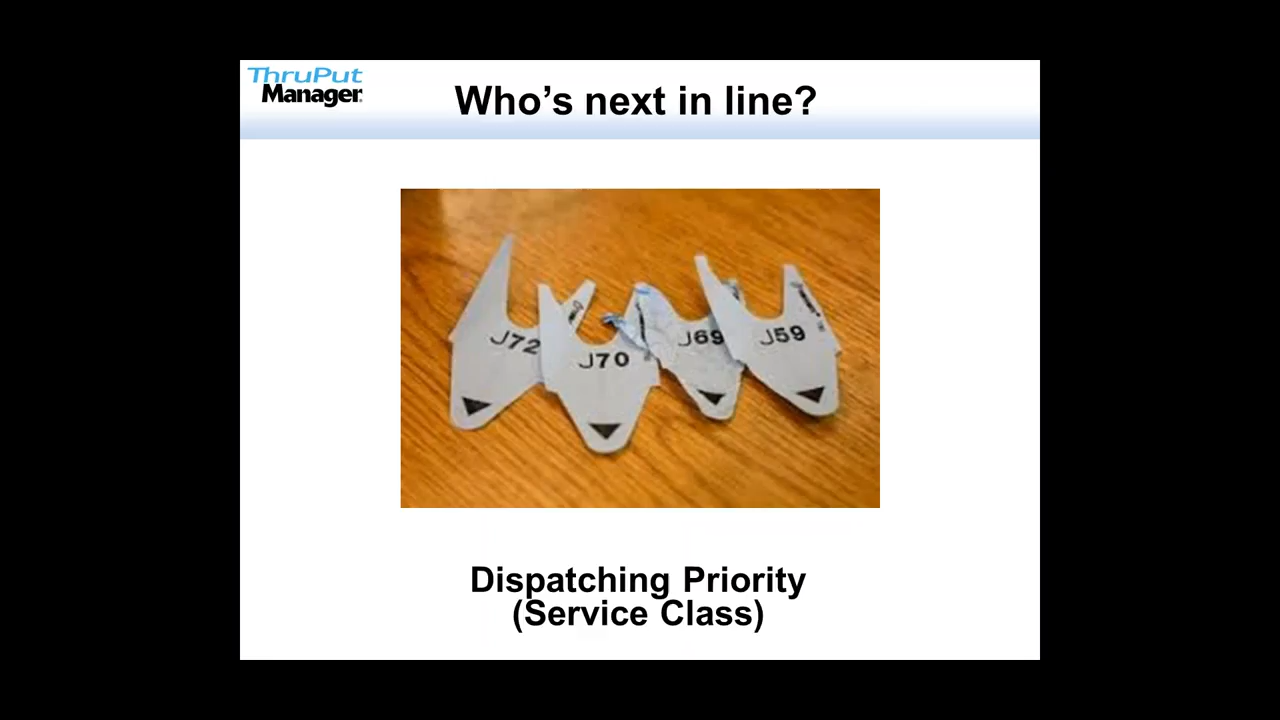 ThruPut
Manager
Who's next in line?
J72
J70
J69
J59
Dispatching Priority
(Service Class)